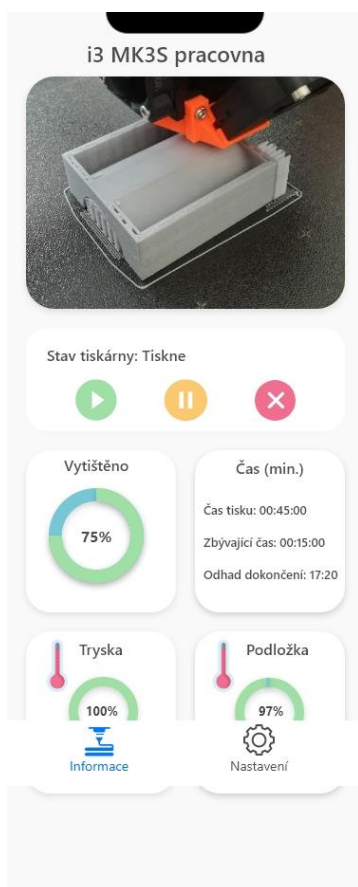 i3 MK3S pracovna
Stav tiskárny: Tiskne
Vytištěno
75%
Čas (min.)
Čas tisku: 00:45:00
Zbývající čas: 00:15:00
Odhad dokončení: 17:20
Tryska
100%
Podložka
97%
Informace
Nastavení